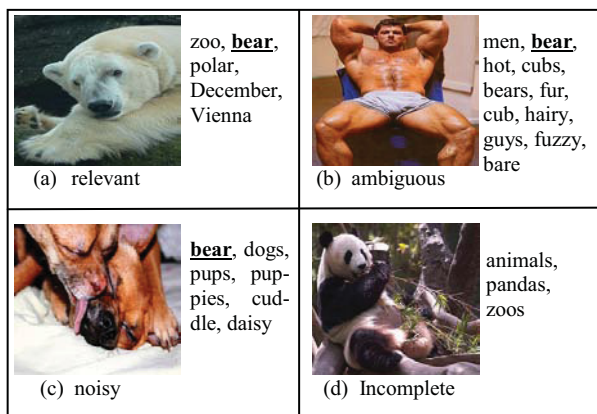 zoo, bear,
polar,
December,
Vienna
(a) relevant
men, bear,
hot, cubs,
bears, fur,
cub, hairy,
guys, fuzzy,
bare
(b) ambiguous
bear, dogs,
pups, pup-
pies, cud-
dle, daisy
(c) noisy
animals,
pandas,
zoos
(d) Incomplete